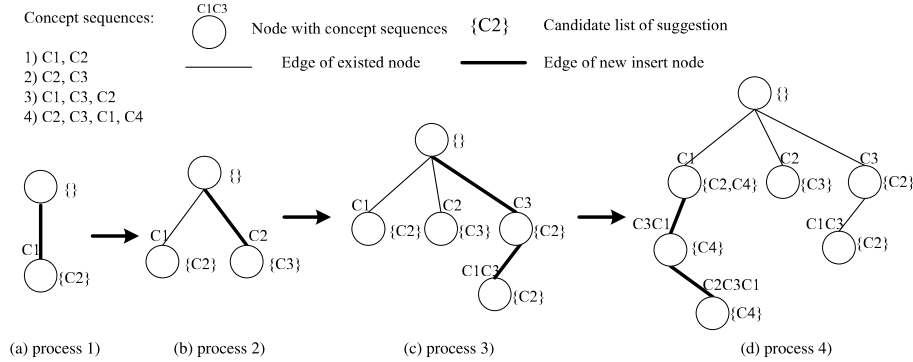 Concept sequences:
1) C1, C2
2) C2, C3
3) C1, C3, C2
4) C2, C3, C1, C4
C1C3
Node with concept sequences
{C2}
Candidate list of suggestion
Edge of existed node
Edge of new insert node
{}
C1
{C2}
(a) process 1)
{}
C1
{C2}
C2
{C3}
(b) process 2)
{}
C1
{C2}
C2
{C3}
C3
{C2}
C1C3
{C2}
(c) process 3)
{}
C1
{C2,C4}
C2
{C3}
C3
{C2}
C3C1
{C4}
C1C3
{C2}
C2C3C1
{C4}
(d) process 4)